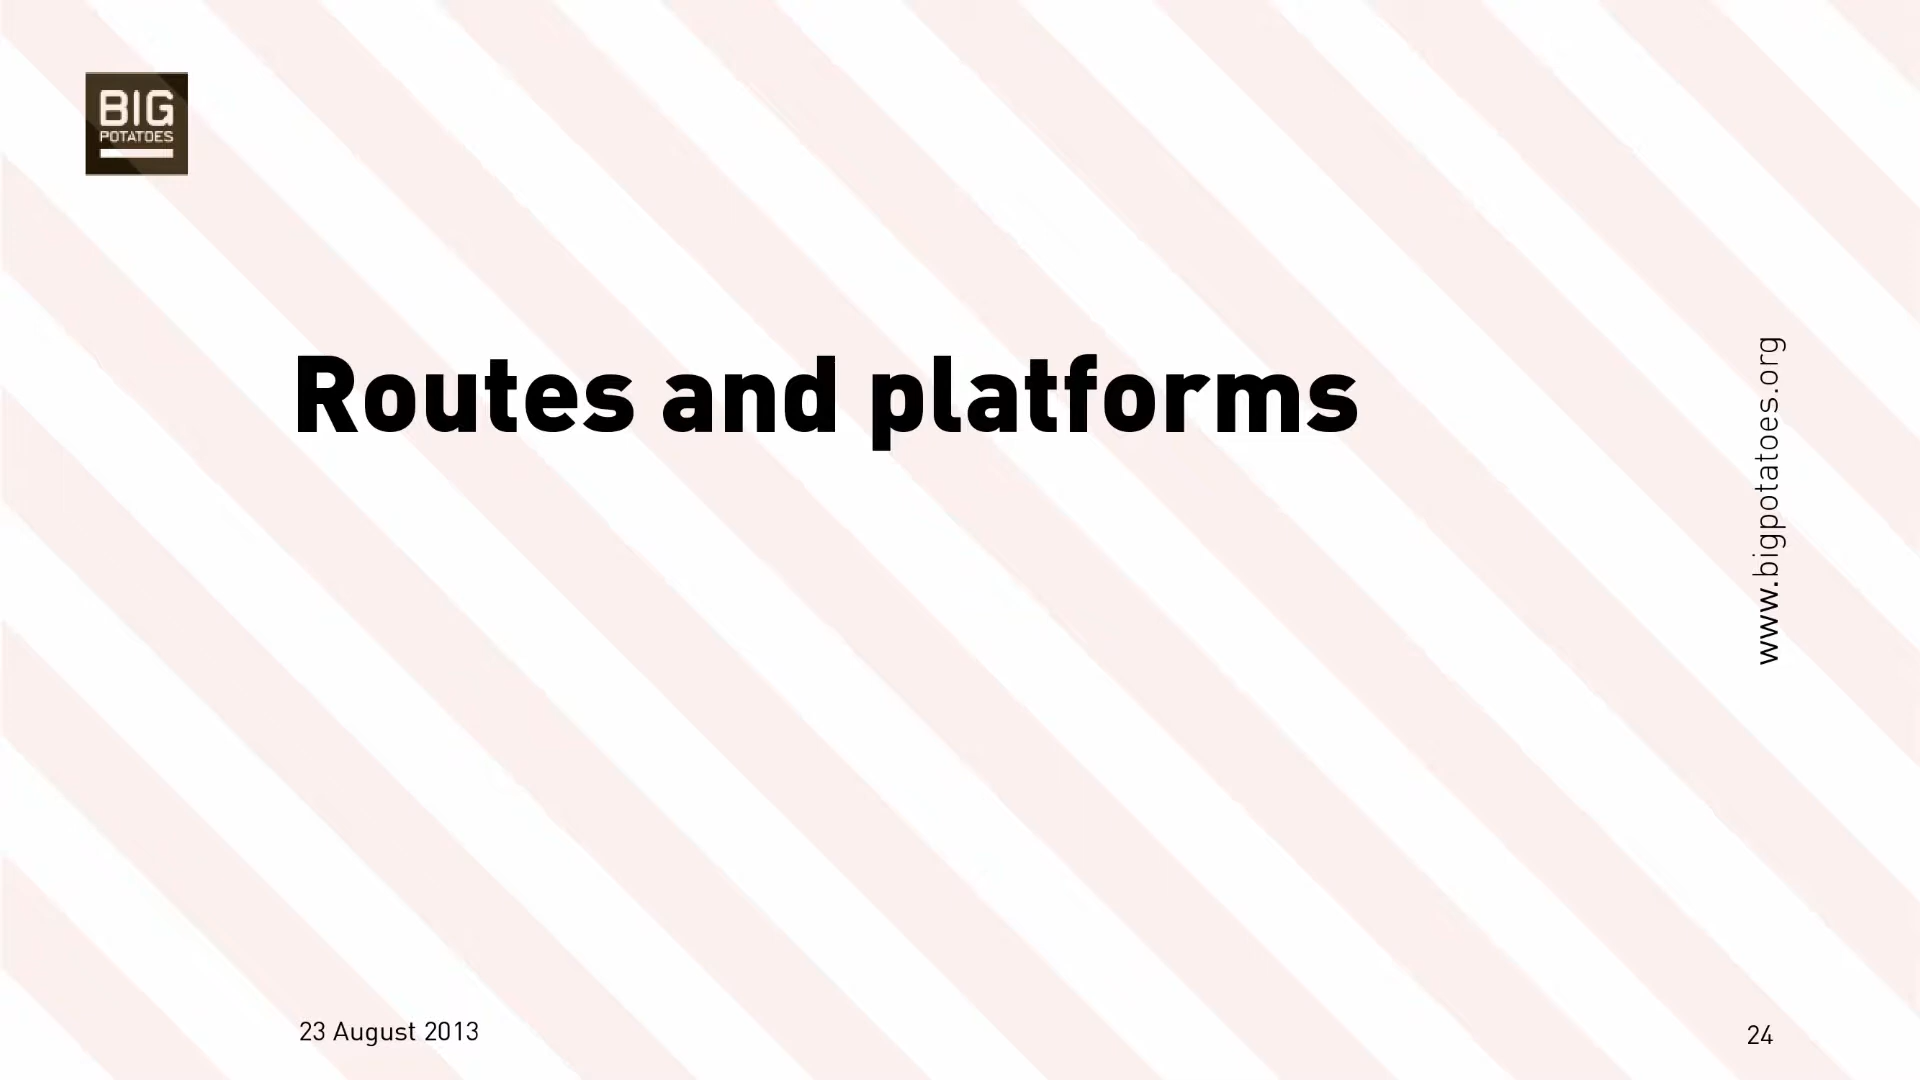 BIG
POTATOES
Routes and platforms
www.bigpotatoes.org
23 August 2013
24